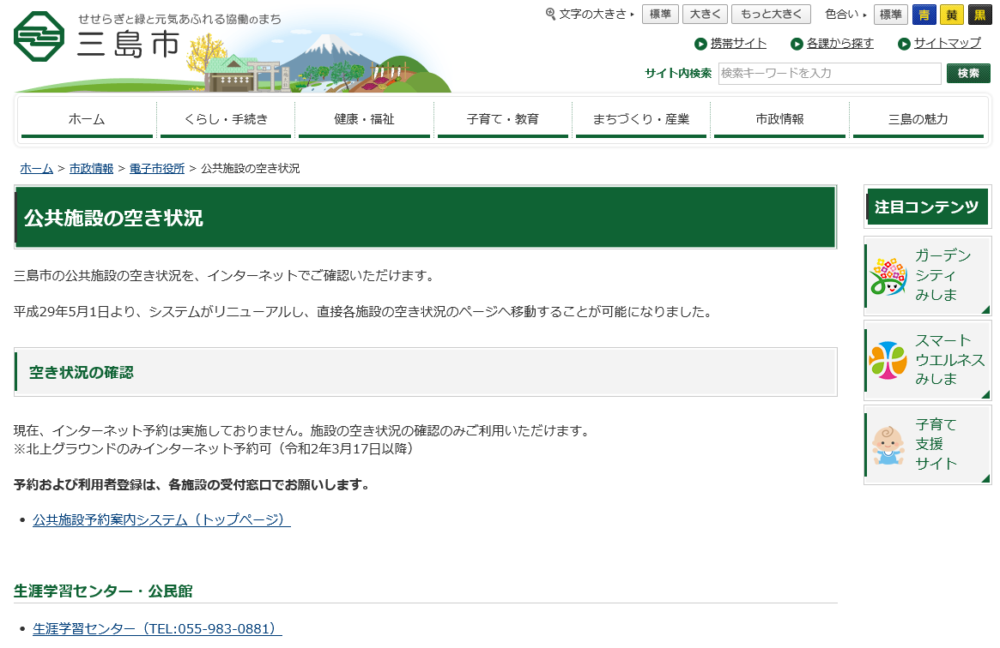 せせらぎと緑と元気あふれる協働のまち
三島市
文字の大きさ
標準
大きく
もっと大きく
色合い
標準
青
黄
黒
携帯サイト
各課から探す
サイトマップ
サイト内検索
検索キーワードを入力
検索
ホーム
くらし・手続き
健康・福祉
子育て・教育
まちづくり・産業
市政情報
三島の魅力
ホーム > 市政情報 > 電子市役所 > 公共施設の空き状況
公共施設の空き状況
三島市の公共施設の空き状況を、インターネットでご確認いただけます。
平成29年5月1日より、システムがリニューアルし、直接各施設の空き状況のページへ移動することが可能になりました。
空き状況の確認
現在、インターネット予約は実施しておりません。施設の空き状況の確認のみご利用いただけます。
※北上グラウンドのみインターネット予約可（令和2年3月17日以降）
予約および利用者登録は、各施設の受付窓口でお願いします。
公共施設予約案内システム（トップページ）
生涯学習センター・公民館
生涯学習センター（TEL:055-983-0881）
注目コンテンツ
ガーデン
シティ
みしま
スマート
ウエルネス
みしま
子育て
支援
サイト